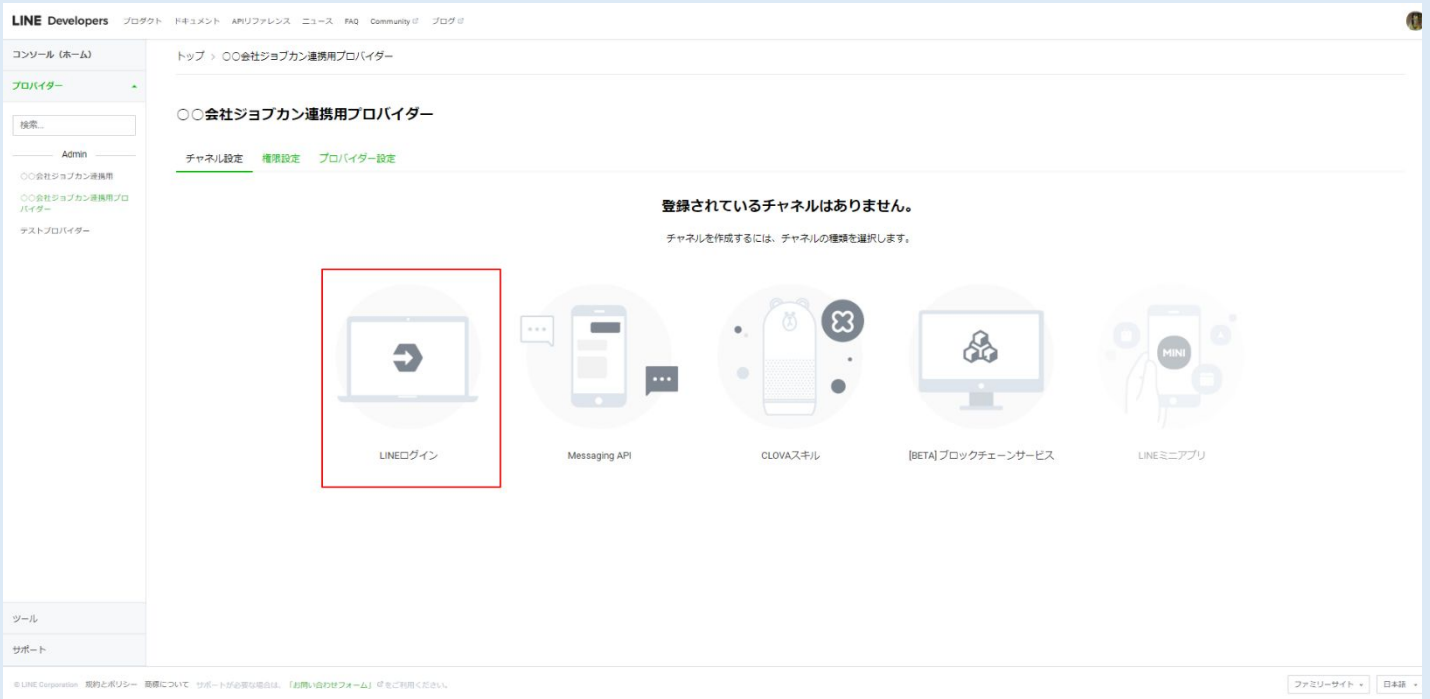 LINE Developers プロダクト ドキュメント APIリファレンス ニュース FAQ Community ブログ
コンソール（ホーム）
トップ > 〇〇会社ジョブカン連携用プロバイダー
プロバイダー
〇〇会社ジョブカン連携用プロバイダー
検索...
Admin
チャネル設定 権限設定 プロバイダー設定
〇〇会社ジョブカン連携用
〇〇会社ジョブカン連携用プロ
バイダー
テストプロバイダー
登録されているチャネルはありません。
チャネルを作成するには、チャネルの種類を選択します。
MINI
LINEログイン Messaging API CLOVAスキル [BETA] ブロックチェーンサービス LINEミニアプリ
ツール
サポート
© LINE Corporation 規約とポリシー 商標について サポートが必要な場合は、「お問い合わせフォーム」をご利用ください。
ファミリーサイト 日本語